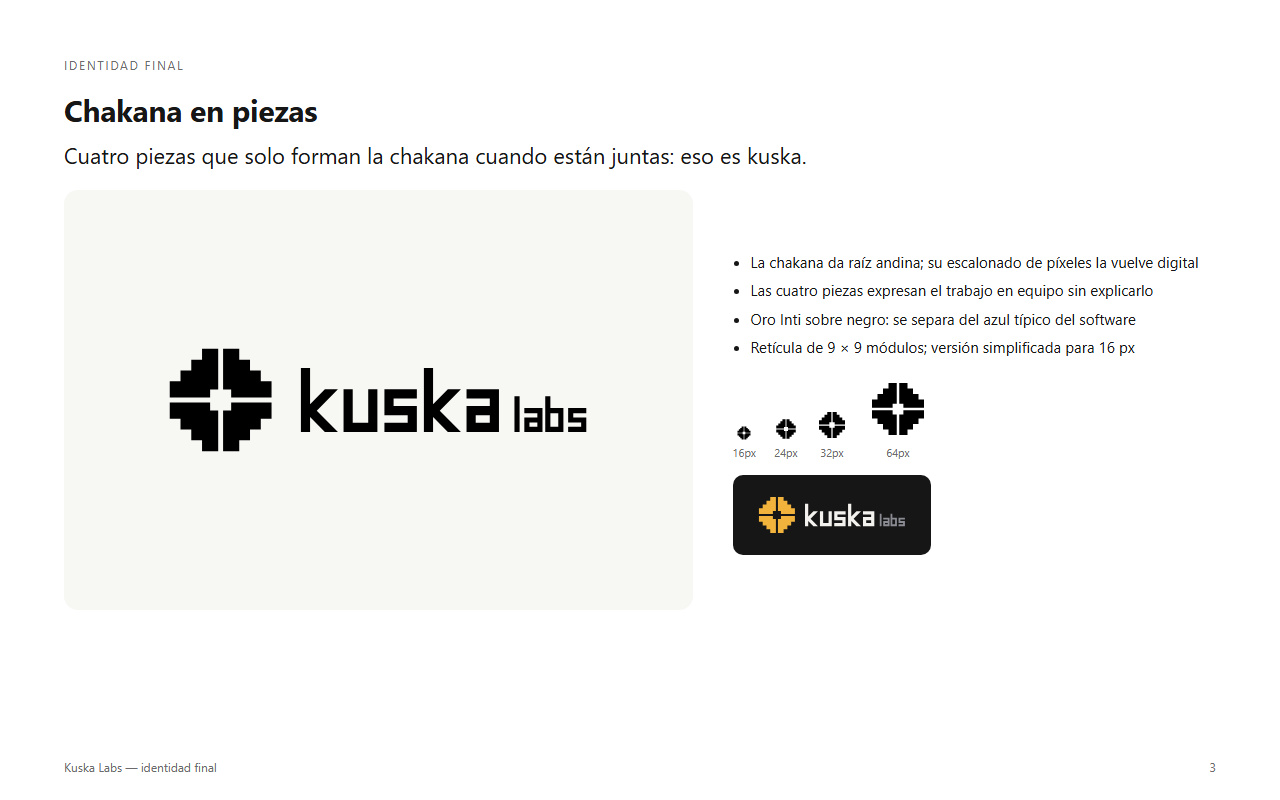 IDENTIDAD FINAL
Chakana en piezas
Cuatro piezas que solo forman la chakana cuando están juntas: eso es kuska.
kuska labs
La chakana da raíz andina; su escalonado de píxeles la vuelve digital
Las cuatro piezas expresan el trabajo en equipo sin explicarlo
Oro Inti sobre negro: se separa del azul típico del software
Retícula de 9 × 9 módulos; versión simplificada para 16 px
16px 24px 32px 64px
kuska labs
Kuska Labs — identidad final
3